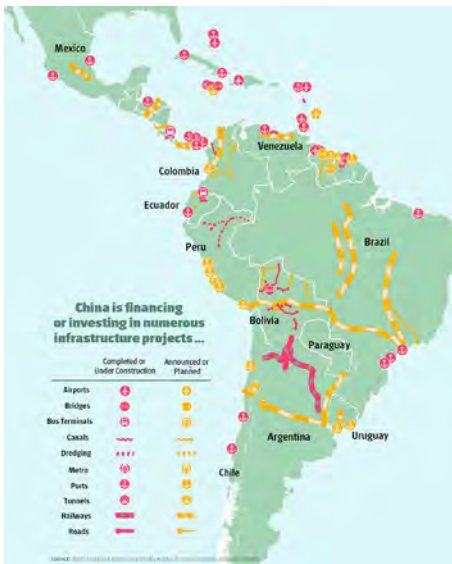 Mexico
Venezuela
Colombia
Ecuador
Peru
Brazil
Bolivia
Paraguay
Argentina
Uruguay
Chile
China is financing
or investing in numerous
infrastructure projects ...
Completed or Under Construction
Announced or Planned
Airports
Bridges
Bus Terminals
Canals
Dredging
Metro
Ports
Tunnels
Railways
Roads